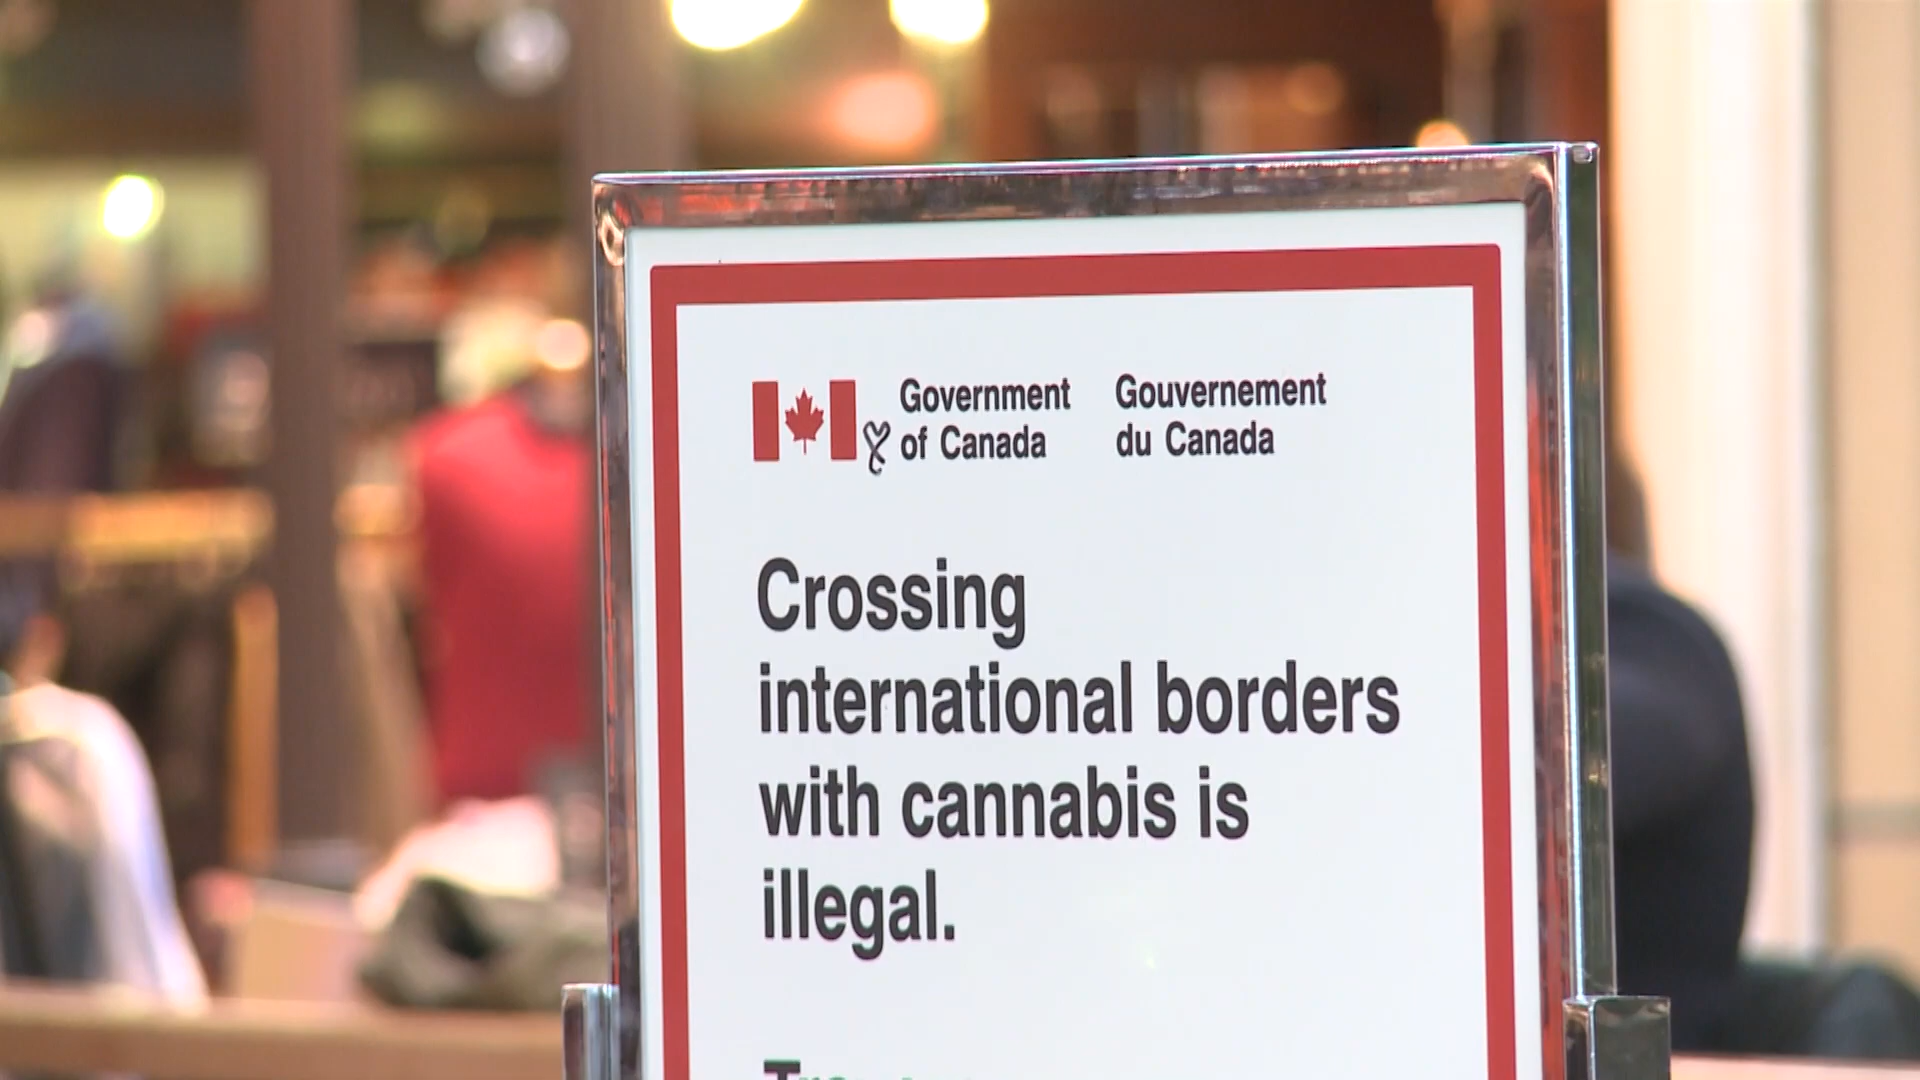 Government
of Canada
Gouvernement
du Canada
Crossing
international borders
with cannabis is
illegal.